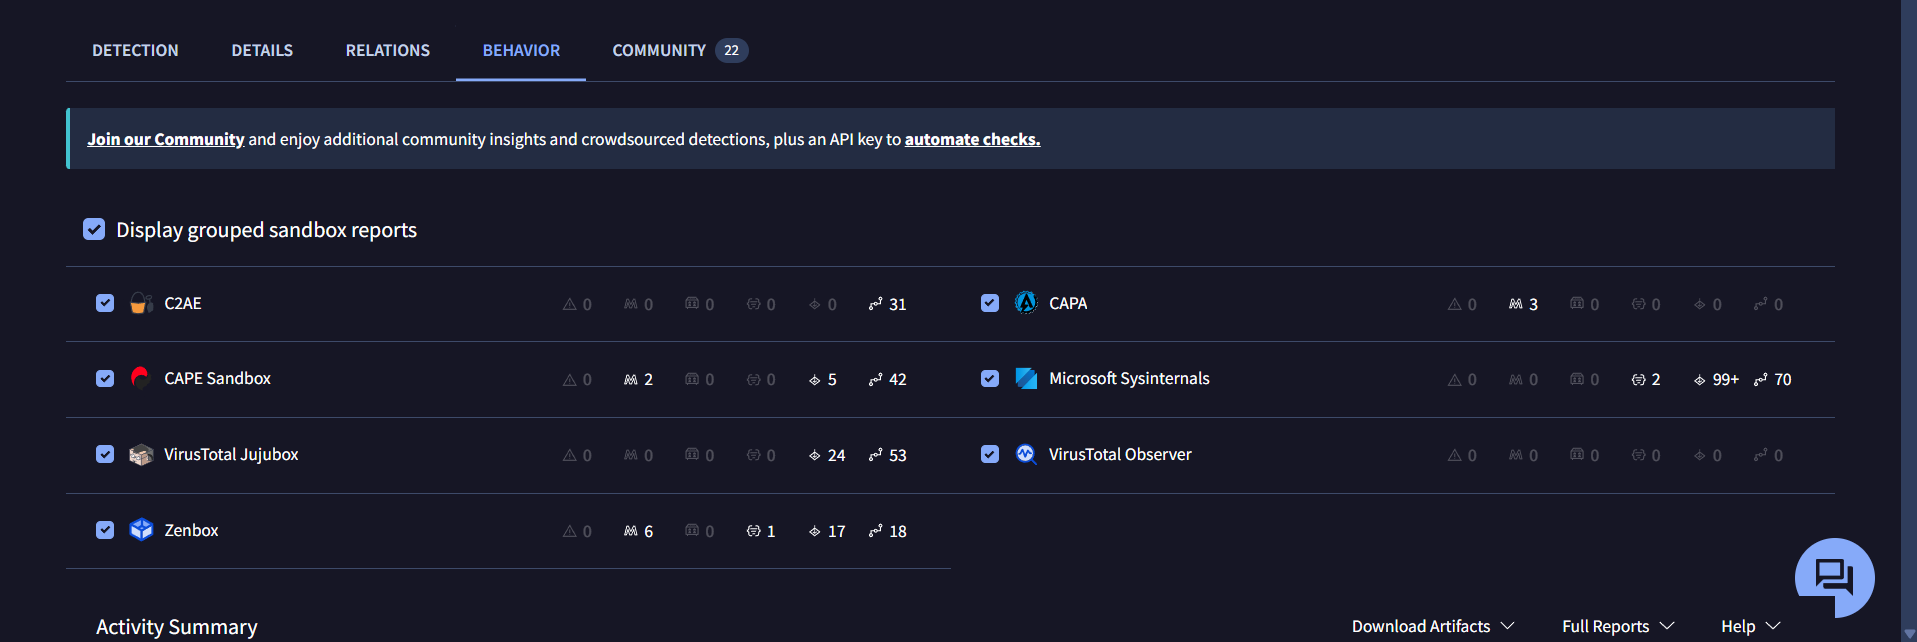 DETECTION DETAILS RELATIONS BEHAVIOR COMMUNITY 22
Join our Community and enjoy additional community insights and crowdsourced detections, plus an API key to automate checks.
Display grouped sandbox reports
C2AE 0 0 0 0 0 31
CAPA 0 3 0 0 0 0
CAPE Sandbox 0 2 0 0 5 42
Microsoft Sysinternals 0 0 0 2 99+ 70
VirusTotal Jujubox 0 0 0 0 24 53
VirusTotal Observer 0 0 0 0 0 0
Zenbox 0 6 0 1 17 18
Activity Summary
Download Artifacts Full Reports Help